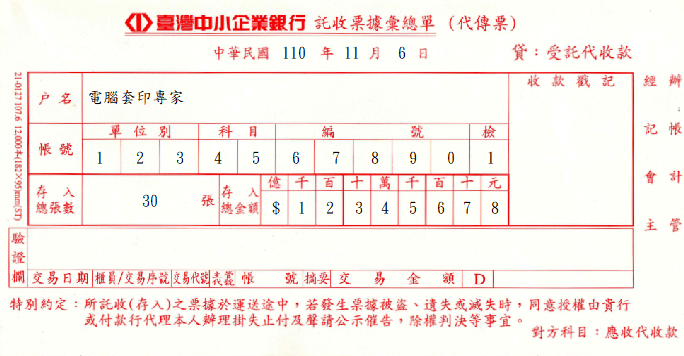 臺灣中小企業銀行 託收票據彙總單（代傳票）
中華民國 110 年 11 月 6 日 貸：受託代收款
戶名 電腦套印專家 收款戳記 經辦
帳號 單位別 科目 編號 檢
1 2 3 4 5 6 7 8 9 0 1 記帳
存入總張數 30 張 存入總金額 億 千 百 十 萬 千 百 十 元 會計
$ 1 2 3 4 5 6 7 8 主管
21-0127 107.6 12,000本(182×95mm)(ST)
驗證欄
交易日期 櫃員/交易序號 交易代號 帳號 摘要 交易金額 D
特別約定：所託收(存入)之票據於運送途中，若發生票據被盜、遺失或滅失時，同意授權由貴行
或付款行代理本人辦理掛失止付及聲請公示催告，除權判決等事宜。
對方科目：應收代收款